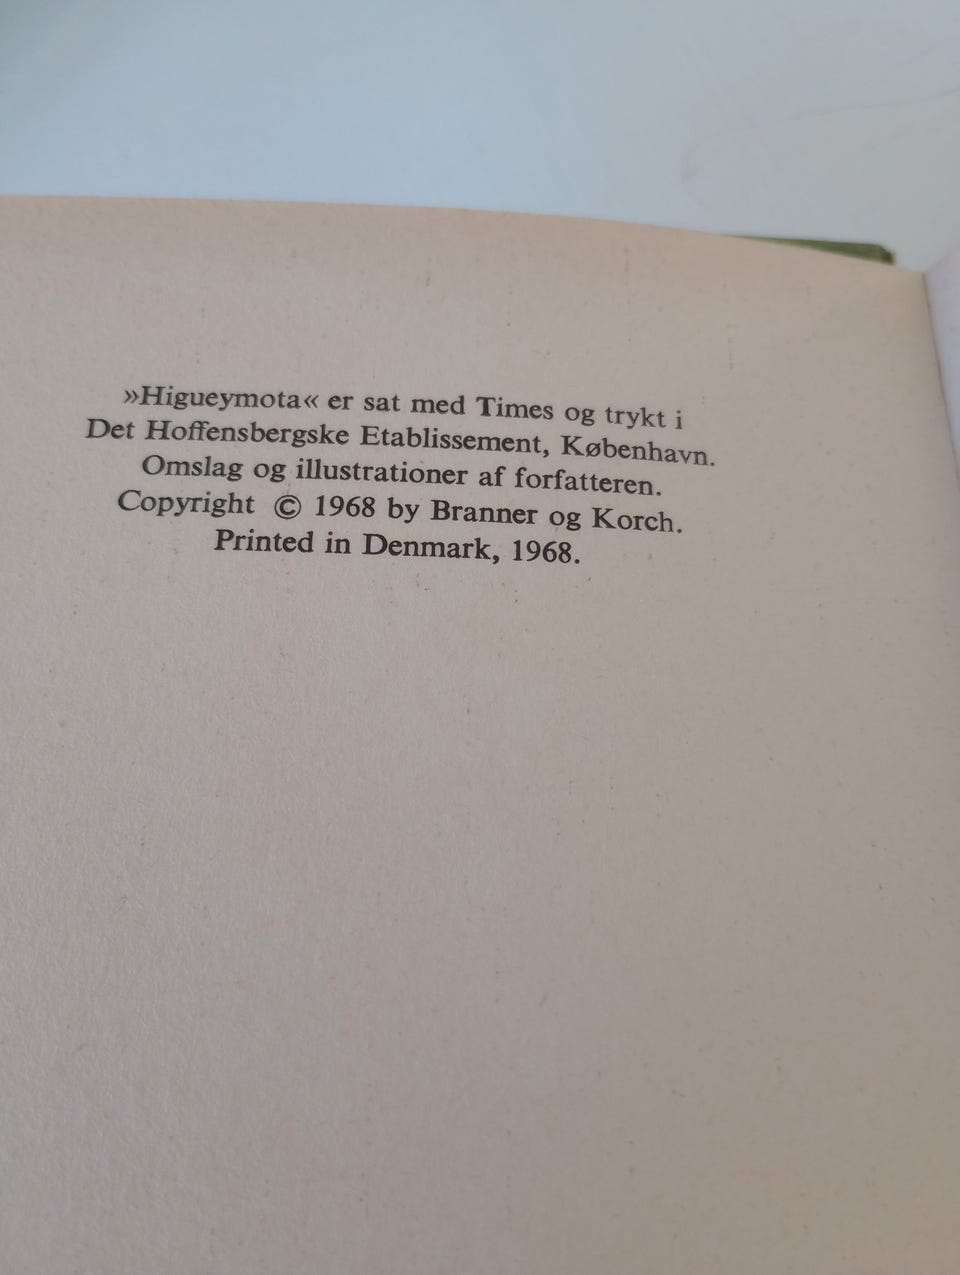 »Higueymota« er sat med Times og trykt i
Det Hoffensbergske Etablissement, København.
Omslag og illustrationer af forfatteren.
Copyright © 1968 by Branner og Korch.
Printed in Denmark, 1968.